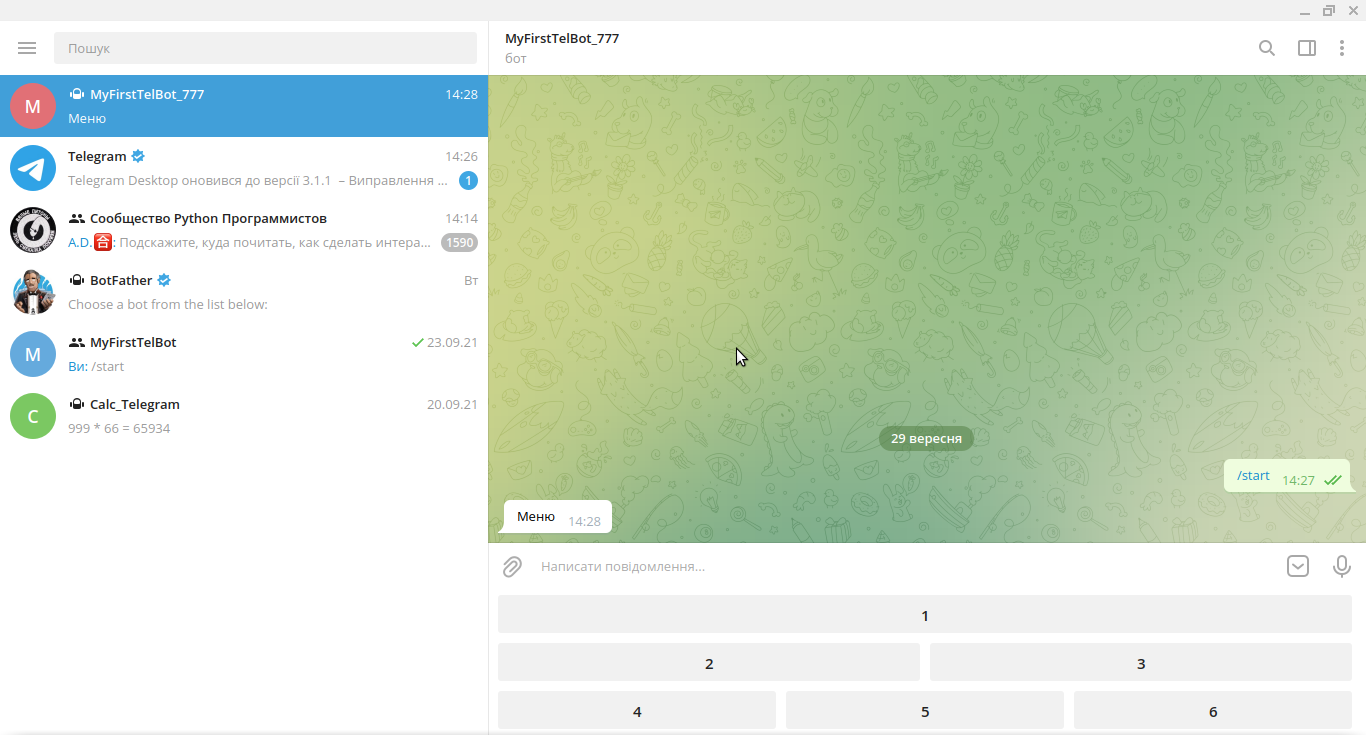 Пошук
M
MyFirstTelBot_777
14:28
Меню
Telegram
14:26
Telegram Desktop оновився до версії 3.1.1 – Виправлення ...
1
Сообщество Python Программистов
14:14
A.D.合: Подскажите, куда почитать, как сделать интера...
1590
BotFather
Вт
Choose a bot from the list below:
M
MyFirstTelBot
23.09.21
Ви: /start
C
Calc_Telegram
20.09.21
999 * 66 = 65934
MyFirstTelBot_777
бот
29 вересня
/start 14:27
Меню 14:28
Написати повідомлення...
1
2 3
4 5 6